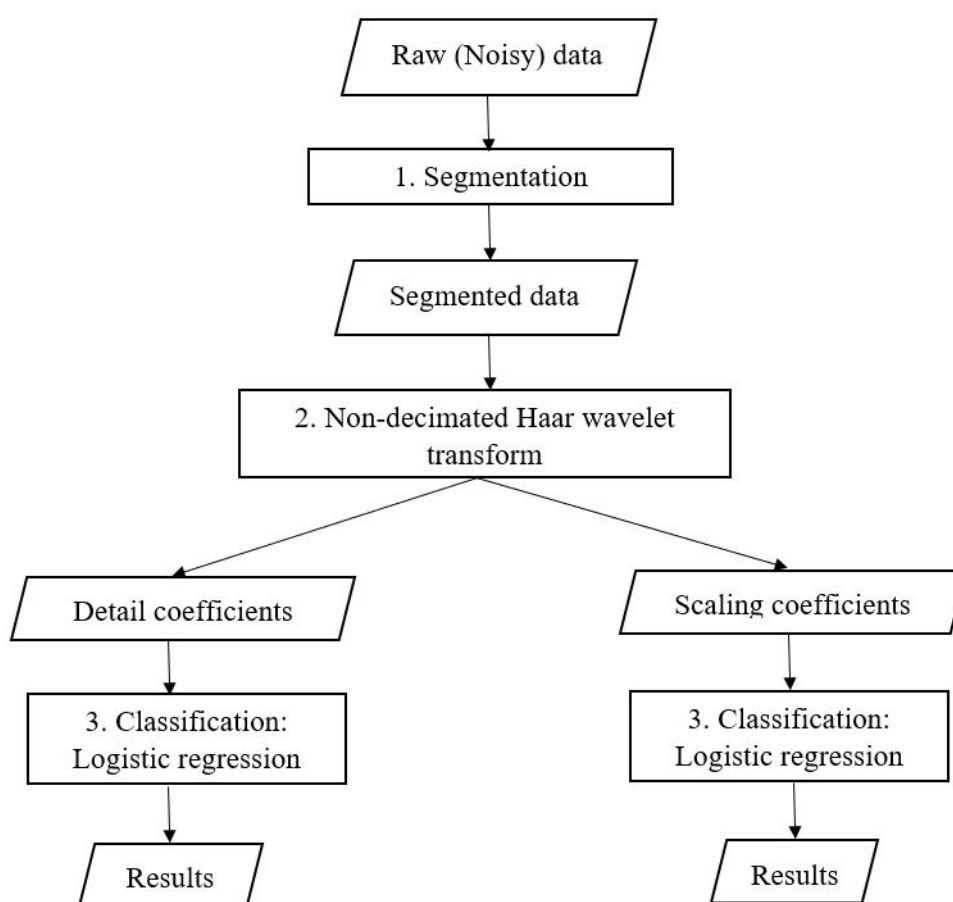 Raw (Noisy) data
1. Segmentation
Segmented data
2. Non-decimated Haar wavelet
transform
Detail coefficients
Scaling coefficients
3. Classification:
Logistic regression
3. Classification:
Logistic regression
Results
Results